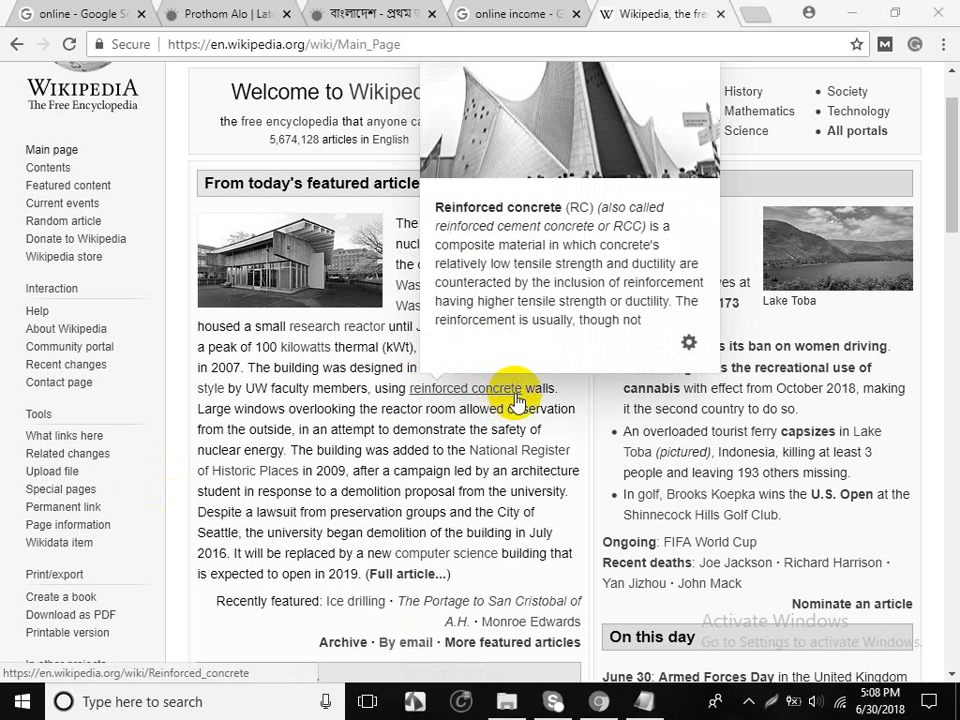 online - Google S
Prothom Alo | Late
বাংলাদেশ - প্রথম
online income - G
Wikipedia, the fre
Secure
https://en.wikipedia.org/wiki/Main_Page
WIKIPEDIA
The Free Encyclopedia
Main page
Contents
Featured content
Current events
Random article
Donate to Wikipedia
Wikipedia store
Interaction
Help
About Wikipedia
Community portal
Recent changes
Contact page
Tools
What links here
Related changes
Upload file
Special pages
Permanent link
Page information
Wikidata item
Print/export
Create a book
Download as PDF
Printable version
In other projects
Welcome to Wikiped
the free encyclopedia that anyone ca
5,674,128 articles in English
History
Mathematics
Science
Society
Technology
All portals
From today's featured article
The
nucl
the
Was
Was
housed a small research reactor until J
a peak of 100 kilowatts thermal (kWt),
in 2007. The building was designed in
style by UW faculty members, using reinforced concrete walls.
Large windows overlooking the reactor room allowed observation
from the outside, in an attempt to demonstrate the safety of
nuclear energy. The building was added to the National Register
of Historic Places in 2009, after a campaign led by an architecture
student in response to a demolition proposal from the university.
Despite a lawsuit from preservation groups and the City of
Seattle, the university began demolition of the building in July
2016. It will be replaced by a new computer science building that
is expected to open in 2019. (Full article...)
Recently featured: Ice drilling · The Portage to San Cristobal of
A.H. · Monroe Edwards
Archive · By email · More featured articles
Reinforced concrete (RC) (also called
reinforced cement concrete or RCC) is a
composite material in which concrete's
relatively low tensile strength and ductility are
counteracted by the inclusion of reinforcement
having higher tensile strength or ductility. The
reinforcement is usually, though not
ves at
173
Lake Toba
its ban on women driving.
the recreational use of
cannabis with effect from October 2018, making
it the second country to do so.
An overloaded tourist ferry capsizes in Lake
Toba (pictured), Indonesia, killing at least 3
people and leaving 193 others missing.
In golf, Brooks Koepka wins the U.S. Open at the
Shinnecock Hills Golf Club.
Ongoing: FIFA World Cup
Recent deaths: Joe Jackson · Richard Harrison ·
Yan Jizhou · John Mack
Nominate an article
On this day
June 30: Armed Forces Day in the United Kingdom
Activate Windows
Go to Settings to activate Windows.
https://en.wikipedia.org/wiki/Reinforced_concrete
Type here to search
5:08 PM
6/30/2018